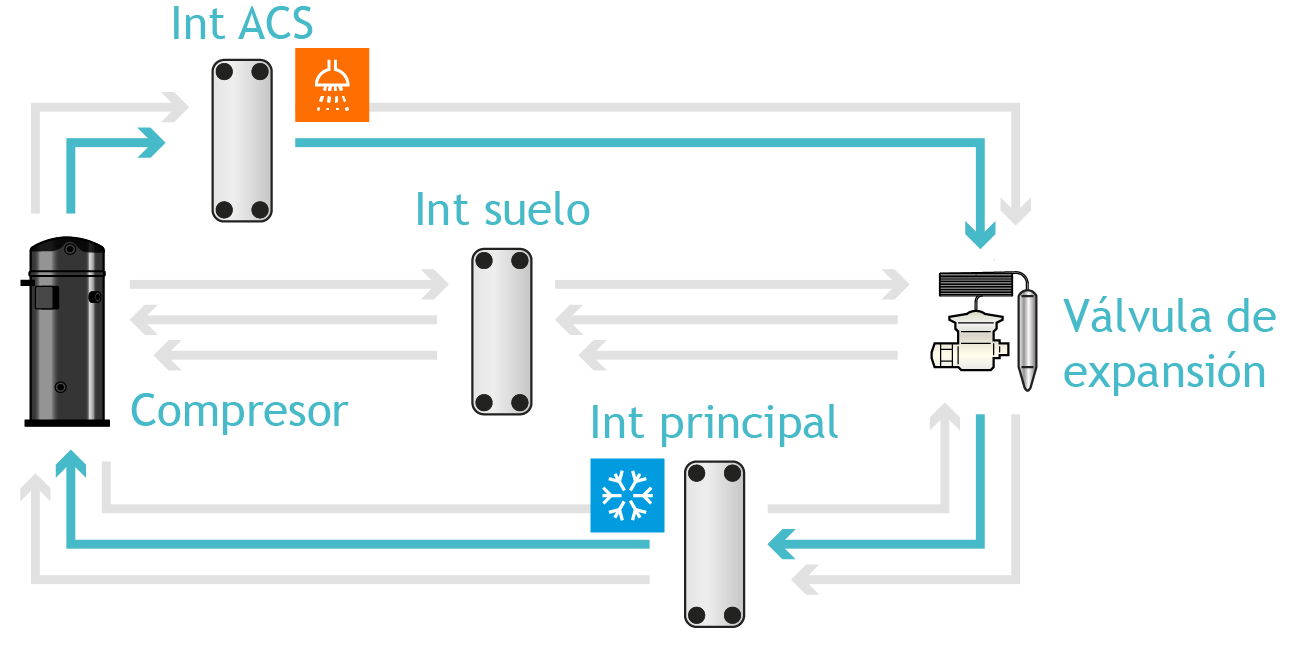 Int ACS
Int suelo
Válvula de
expansión
Compresor
Int principal